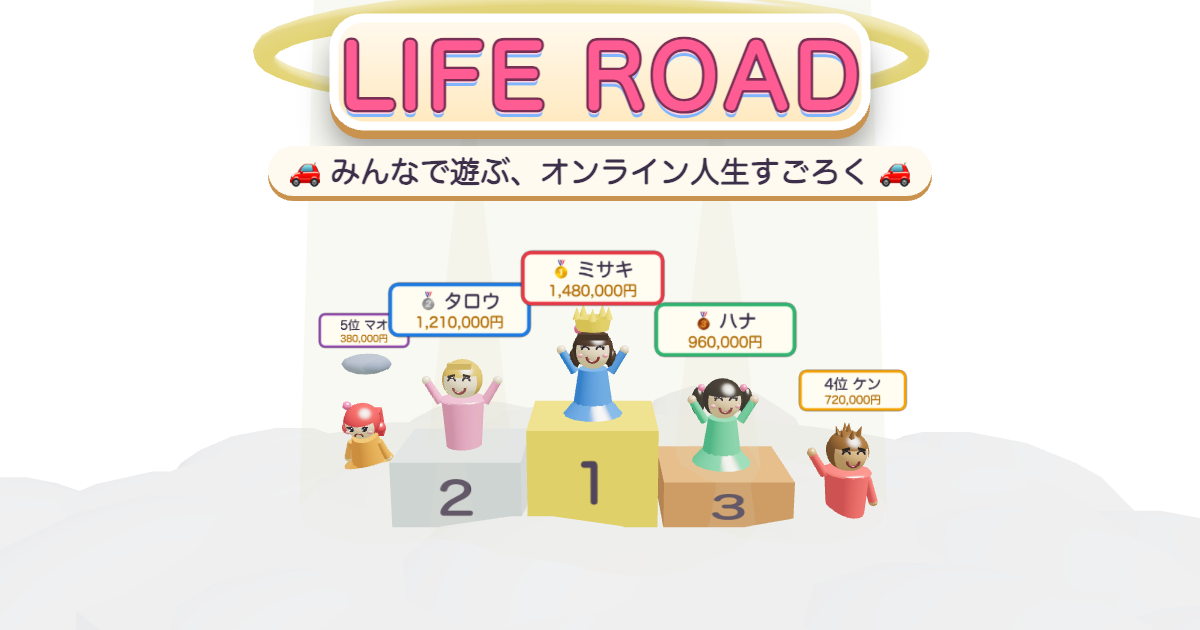 LIFE ROAD
🚗 みんなで遊ぶ、オンライン人生すごろく 🚗
🥇 ミサキ
1,480,000円
🥈 タロウ
1,210,000円
🥉 ハナ
960,000円
5位 マオ
380,000円
4位 ケン
720,000円
2
1
3